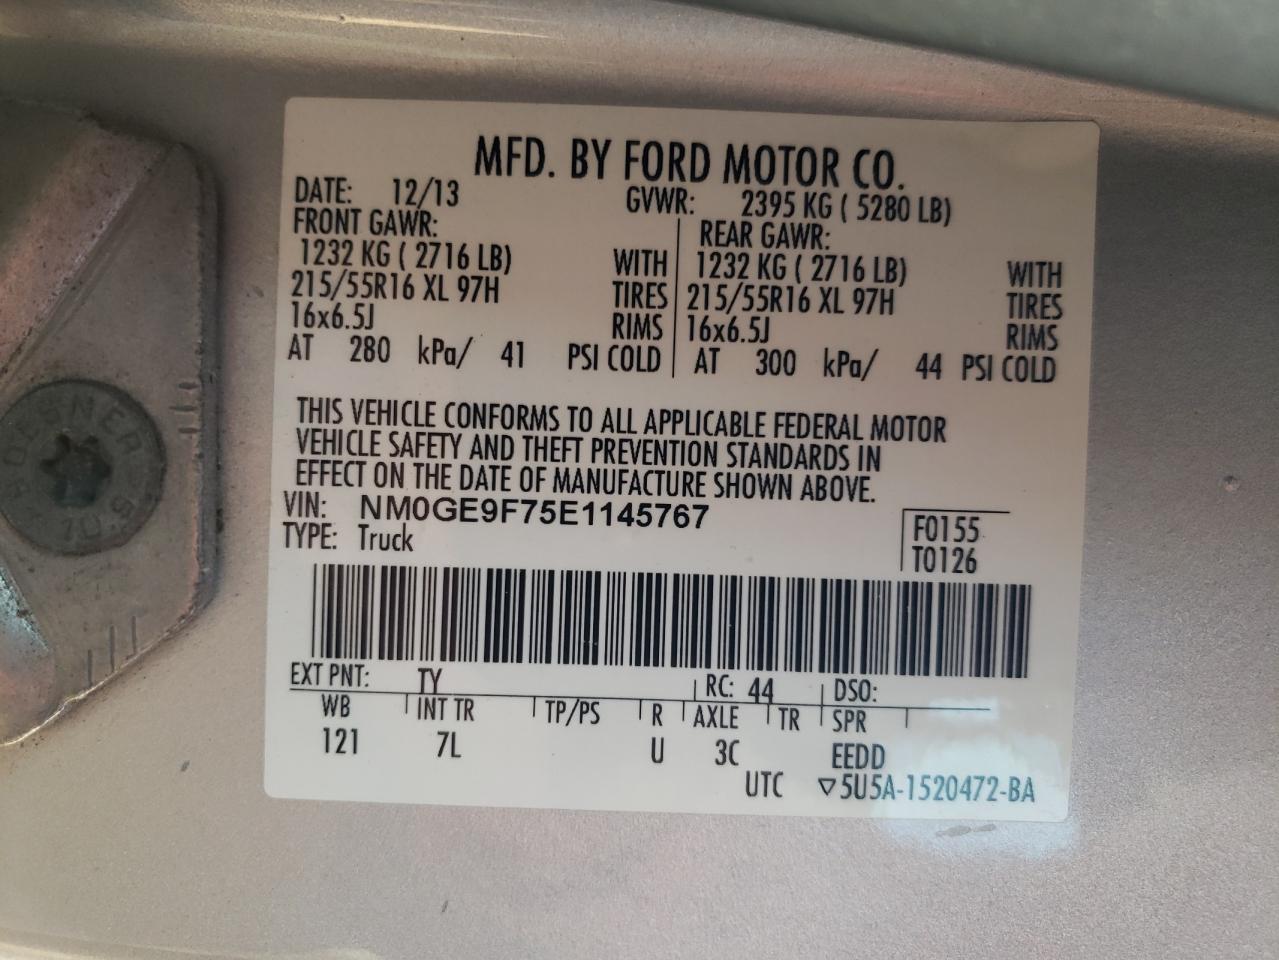 MFD. BY FORD MOTOR CO.
DATE: 12/13 GVWR: 2395 KG ( 5280 LB)
FRONT GAWR: REAR GAWR:
1232 KG ( 2716 LB) WITH 1232 KG ( 2716 LB) WITH
215/55R16 XL 97H TIRES 215/55R16 XL 97H TIRES
16x6.5J RIMS 16x6.5J RIMS
AT 280 kPa/ 41 PSI COLD AT 300 kPa/ 44 PSI COLD
THIS VEHICLE CONFORMS TO ALL APPLICABLE FEDERAL MOTOR
VEHICLE SAFETY AND THEFT PREVENTION STANDARDS IN
EFFECT ON THE DATE OF MANUFACTURE SHOWN ABOVE.
VIN: NM0GE9F75E1145767
TYPE: Truck
F0155
T0126
EXT PNT: TY RC: 44 DSO:
WB INT TR TP/PS R AXLE TR SPR
121 7L U 3C EEDD
UTC ▽5U5A-1520472-BA